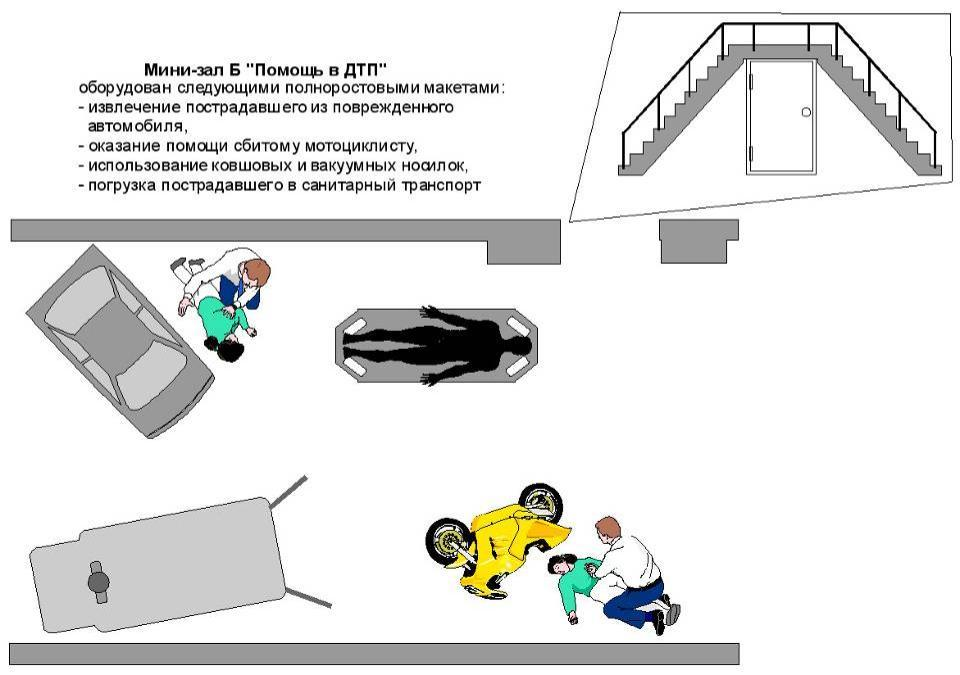 Мини-зал Б "Помощь в ДТП"
оборудован следующими полноростовыми макетами:
- извлечение пострадавшего из поврежденного
автомобиля,
- оказание помощи сбитому мотоциклисту,
- использование ковшовых и вакуумных носилок,
- погрузка пострадавшего в санитарный транспорт